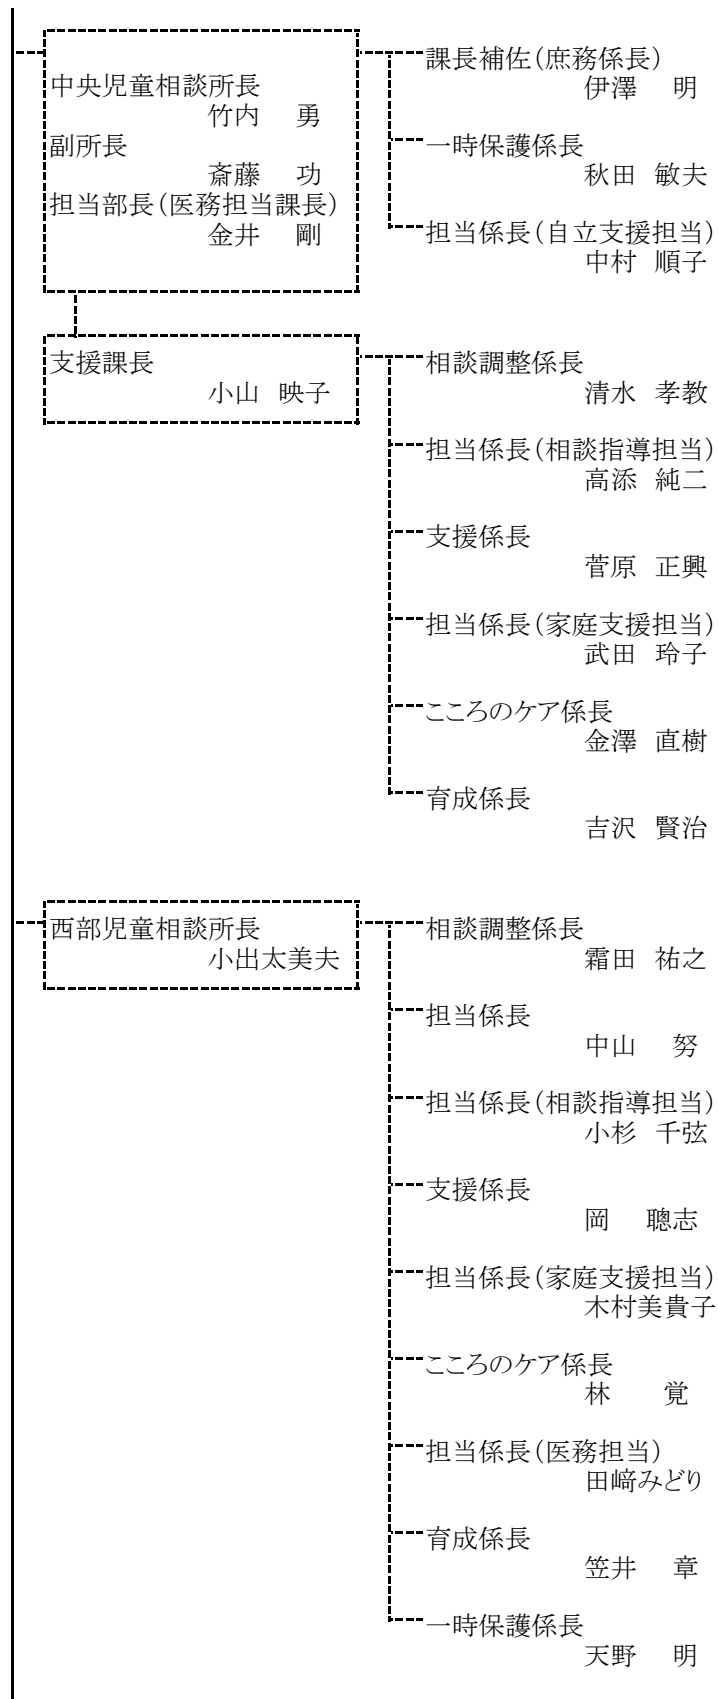 中央児童相談所長
竹内　勇
副所長
斎藤　功
担当部長(医務担当課長)
金井　剛
課長補佐(庶務係長)
伊澤　明
一時保護係長
秋田 敏夫
担当係長(自立支援担当)
中村 順子
支援課長
小山 映子
相談調整係長
清水 孝教
担当係長(相談指導担当)
高添 純二
支援係長
菅原 正興
担当係長(家庭支援担当)
武田 玲子
こころのケア係長
金澤 直樹
育成係長
吉沢 賢治
西部児童相談所長
小出太美夫
相談調整係長
霜田 祐之
担当係長
中山　努
担当係長(相談指導担当)
小杉 千弦
支援係長
岡　聰志
担当係長(家庭支援担当)
木村美貴子
こころのケア係長
林　覚
担当係長(医務担当)
田﨑みどり
育成係長
笠井　章
一時保護係長
天野　明